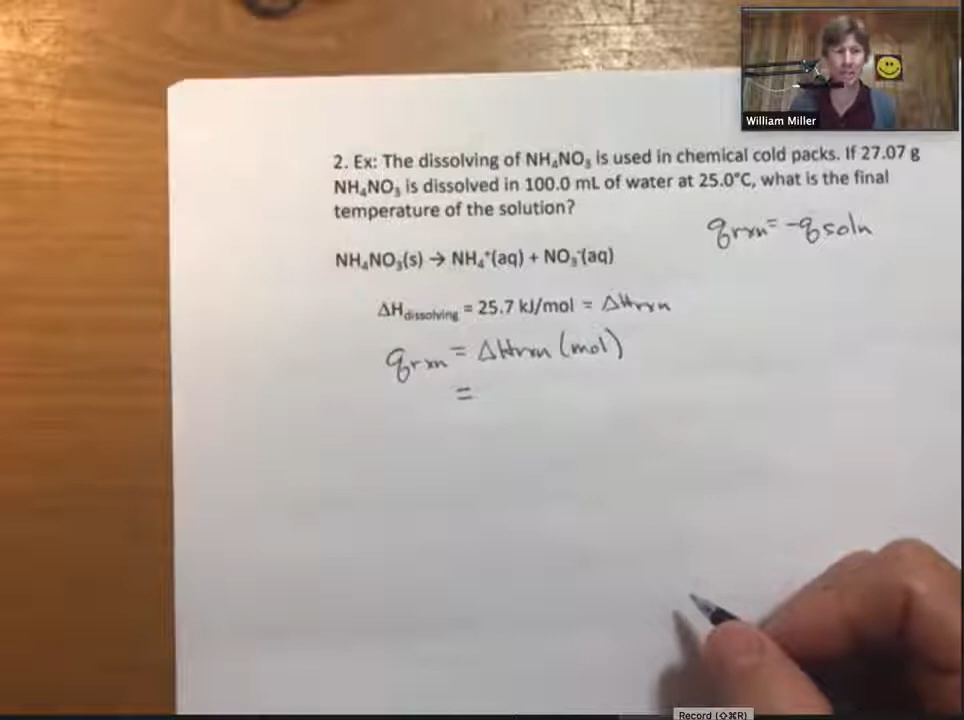 William Miller
2. Ex: The dissolving of NH₄NO₃ is used in chemical cold packs. If 27.07 g
NH₄NO₃ is dissolved in 100.0 mL of water at 25.0°C, what is the final
temperature of the solution?
qrxn = -qsoln
NH₄NO₃(s) → NH₄⁺(aq) + NO₃⁻(aq)
ΔHdissolving = 25.7 kJ/mol = ΔHrxn
qrxn = ΔHrxn (mol)
=
Record (⇧⌘R)